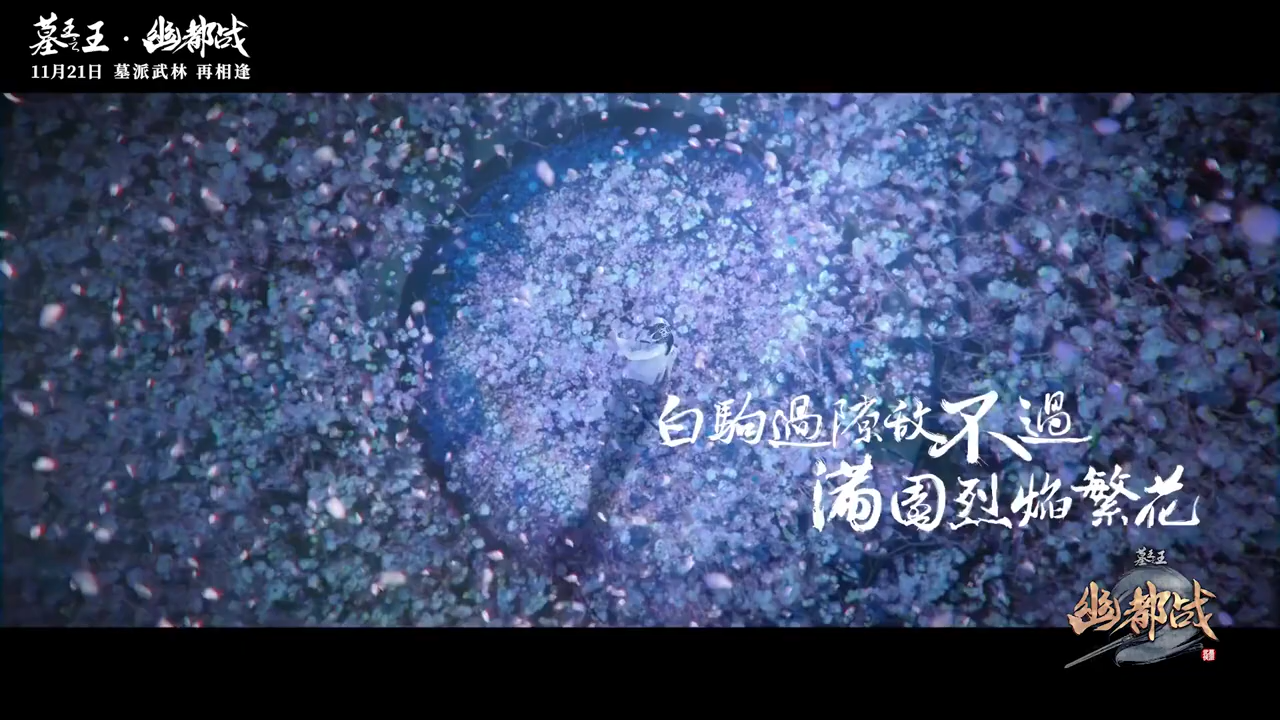 墓王之王·幽都战
11月21日 墓派武林 再相逢
白駒過隙敌不過
满园烈焰繁花
墓王之王
幽都战